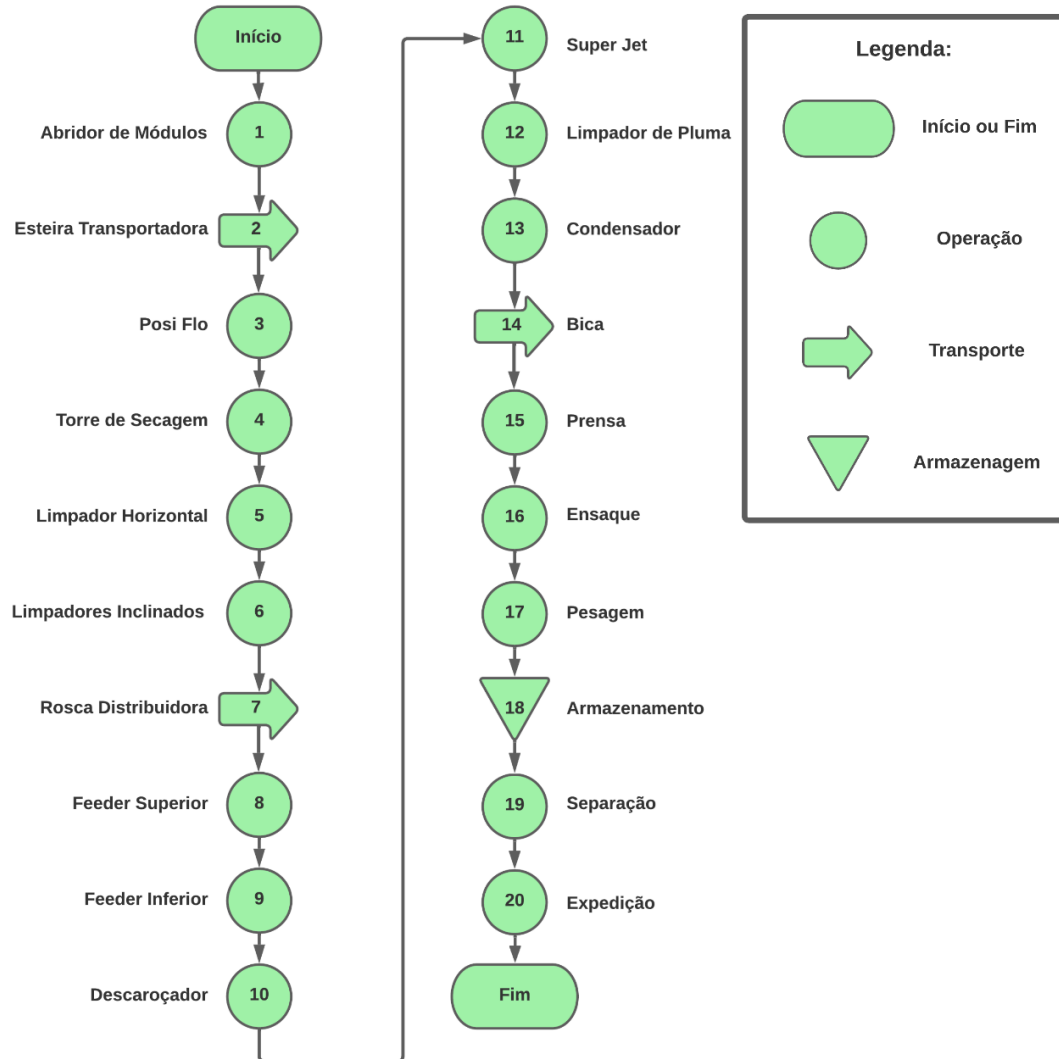 Início
Abridor de Módulos
1
Esteira Transportadora
2
Posi Flo
3
Torre de Secagem
4
Limpador Horizontal
5
Limpadores Inclinados
6
Rosca Distribuidora
7
Feeder Superior
8
Feeder Inferior
9
Descaroçador
10
11
Super Jet
12
Limpador de Pluma
13
Condensador
14
Bica
15
Prensa
16
Ensaque
17
Pesagem
18
Armazenamento
19
Separação
20
Expedição
Fim
Legenda:
Início ou Fim
Operação
Transporte
Armazenagem